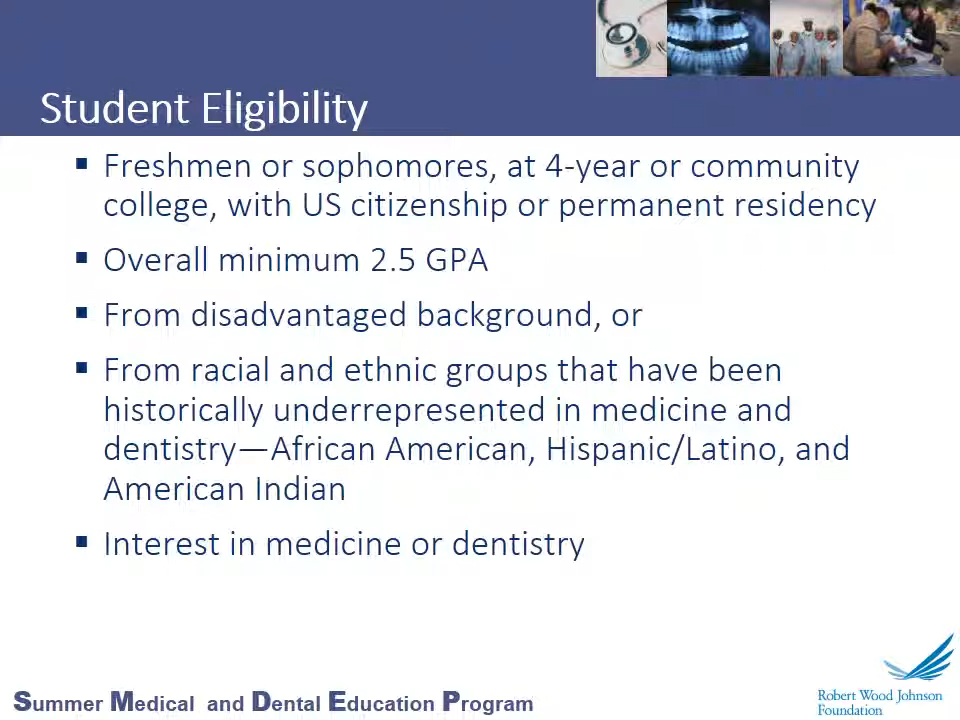 Student Eligibility
▪ Freshmen or sophomores, at 4-year or community
college, with US citizenship or permanent residency
▪ Overall minimum 2.5 GPA
▪ From disadvantaged background, or
▪ From racial and ethnic groups that have been
historically underrepresented in medicine and
dentistry—African American, Hispanic/Latino, and
American Indian
▪ Interest in medicine or dentistry
Summer Medical and Dental Education Program
Robert Wood Johnson
Foundation